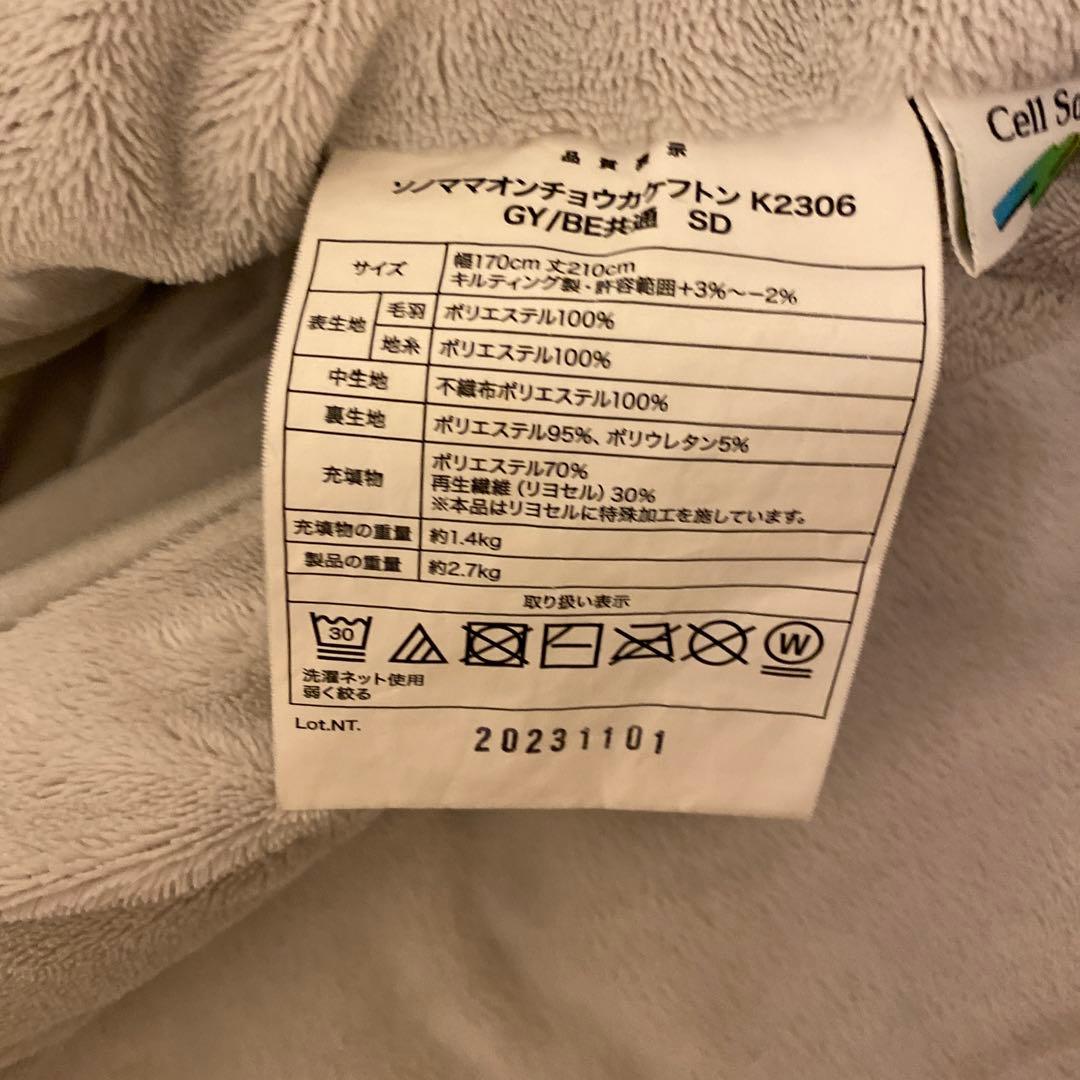 品質表示
ソノママオンチョウカケフトン K2306
GY/BE共通 SD
サイズ
幅170cm 丈210cm
キルティング製・許容範囲+3%～−2%
表生地
毛羽
ポリエステル100%
地糸
ポリエステル100%
中生地
不織布ポリエステル100%
裏生地
ポリエステル95%、ポリウレタン5%
充填物
ポリエステル70%
再生繊維（リヨセル）30%
※本品はリヨセルに特殊加工を施しています。
充填物の重量
約1.4kg
製品の重量
約2.7kg
取り扱い表示
30
W
洗濯ネット使用
弱く絞る
Lot.NT.
20231101
Cell